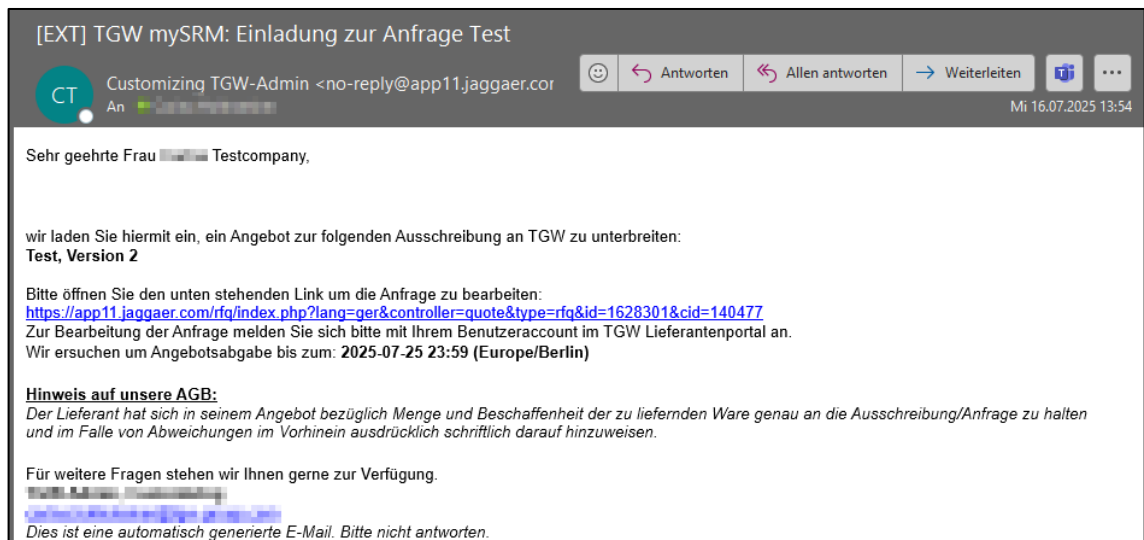 [EXT] TGW mySRM: Einladung zur Anfrage Test
CT
Customizing TGW-Admin <no-reply@app11.jaggaer.cor
Antworten
Allen antworten
Weiterleiten
An
Mi 16.07.2025 13:54
Sehr geehrte Frau Testcompany,
wir laden Sie hiermit ein, ein Angebot zur folgenden Ausschreibung an TGW zu unterbreiten:
Test, Version 2
Bitte öffnen Sie den unten stehenden Link um die Anfrage zu bearbeiten:
https://app11.jaggaer.com/rfq/index.php?lang=ger&controller=quote&type=rfq&id=1628301&cid=140477
Zur Bearbeitung der Anfrage melden Sie sich bitte mit Ihrem Benutzeraccount im TGW Lieferantenportal an.
Wir ersuchen um Angebotsabgabe bis zum: 2025-07-25 23:59 (Europe/Berlin)
Hinweis auf unsere AGB:
Der Lieferant hat sich in seinem Angebot bezüglich Menge und Beschaffenheit der zu liefernden Ware genau an die Ausschreibung/Anfrage zu halten
und im Falle von Abweichungen im Vorhinein ausdrücklich schriftlich darauf hinzuweisen.
Für weitere Fragen stehen wir Ihnen gerne zur Verfügung.
Dies ist eine automatisch generierte E-Mail. Bitte nicht antworten.